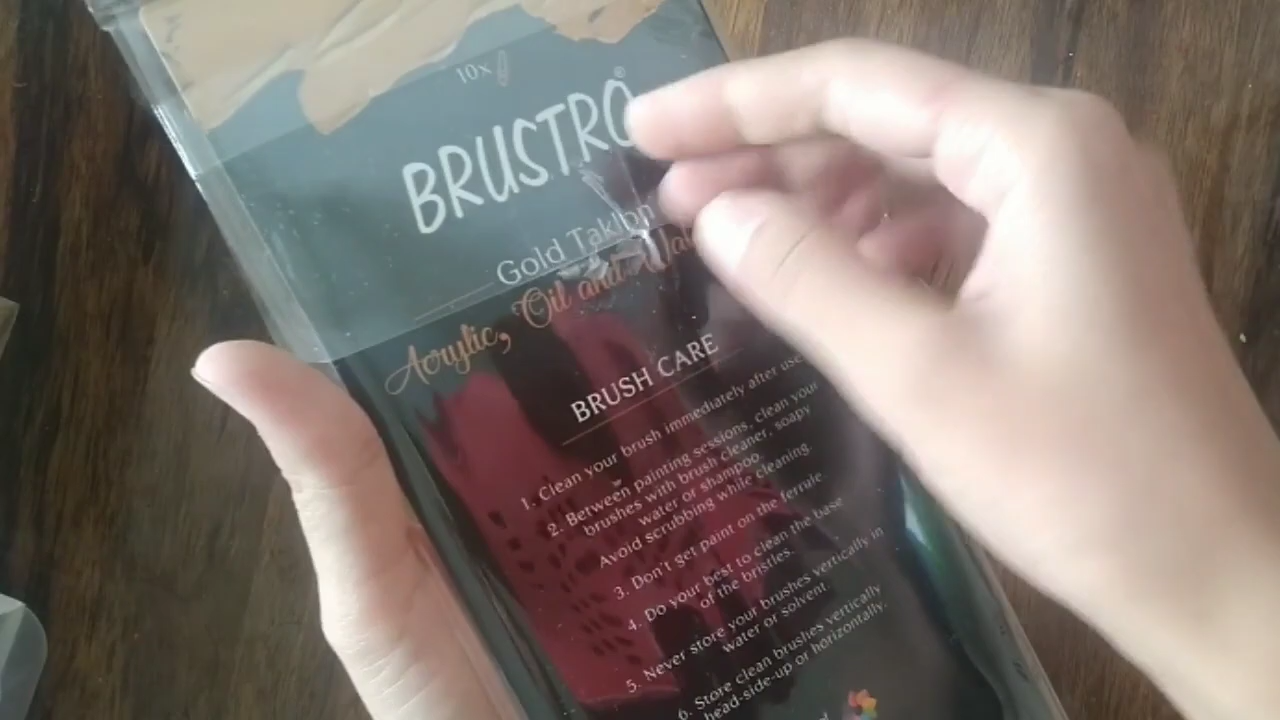 10x
BRUSTRO®
Gold Taklon
Acrylic, Oil and
BRUSH CARE
1. Clean your brush immediately after use.
2. Between painting sessions, clean your
brushes with brush cleaner, soapy
water or shampoo.
Avoid scrubbing while cleaning.
3. Don't get paint on the ferrule
4. Do your best to clean the base
of the bristles.
5. Never store your brushes vertically in
water or solvent.
6. Store clean brushes vertically
head-side-up or horizontally.